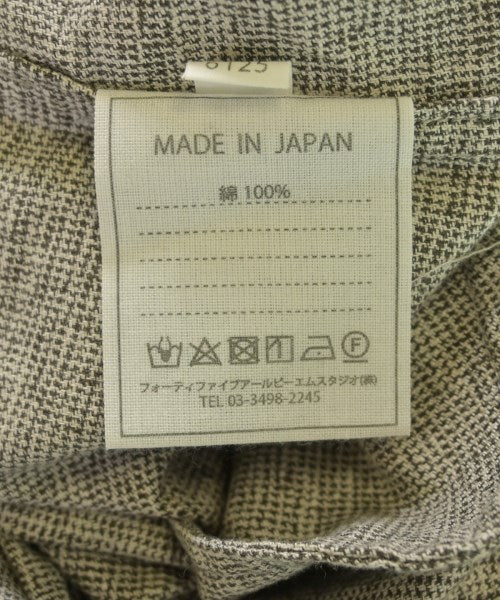 MADE IN JAPAN
綿 100%
フォーティファイブアールピーエムスタジオ(株)
TEL 03-3498-2245